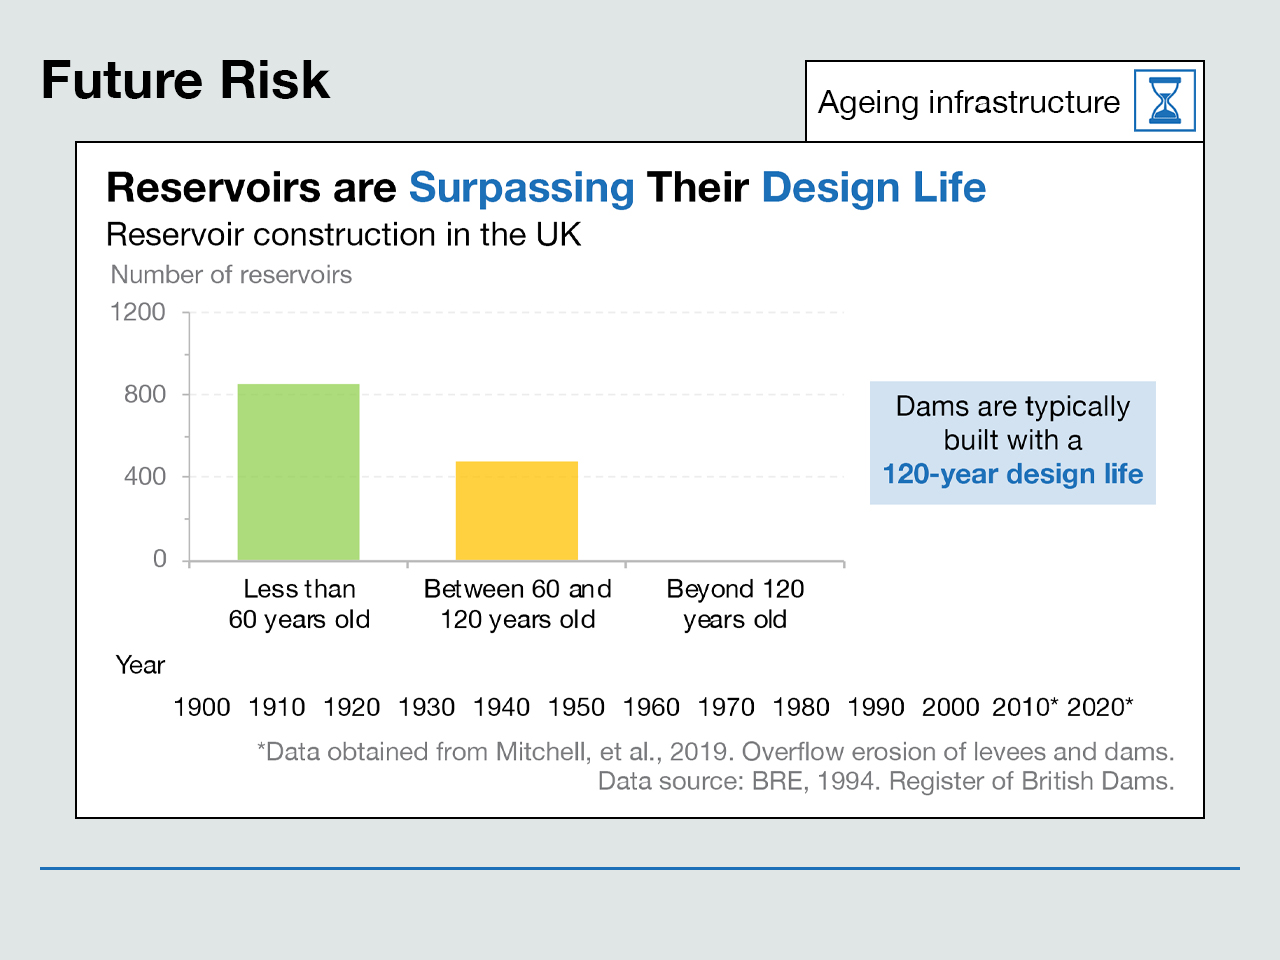 Future Risk
Ageing infrastructure
Reservoirs are Surpassing Their Design Life
Reservoir construction in the UK
Number of reservoirs
1200
800
400
0
Less than
60 years old
Between 60 and
120 years old
Beyond 120
years old
Dams are typically
built with a
120-year design life
Year
1900 1910 1920 1930 1940 1950 1960 1970 1980 1990 2000 2010* 2020*
*Data obtained from Mitchell, et al., 2019. Overflow erosion of levees and dams.
Data source: BRE, 1994. Register of British Dams.